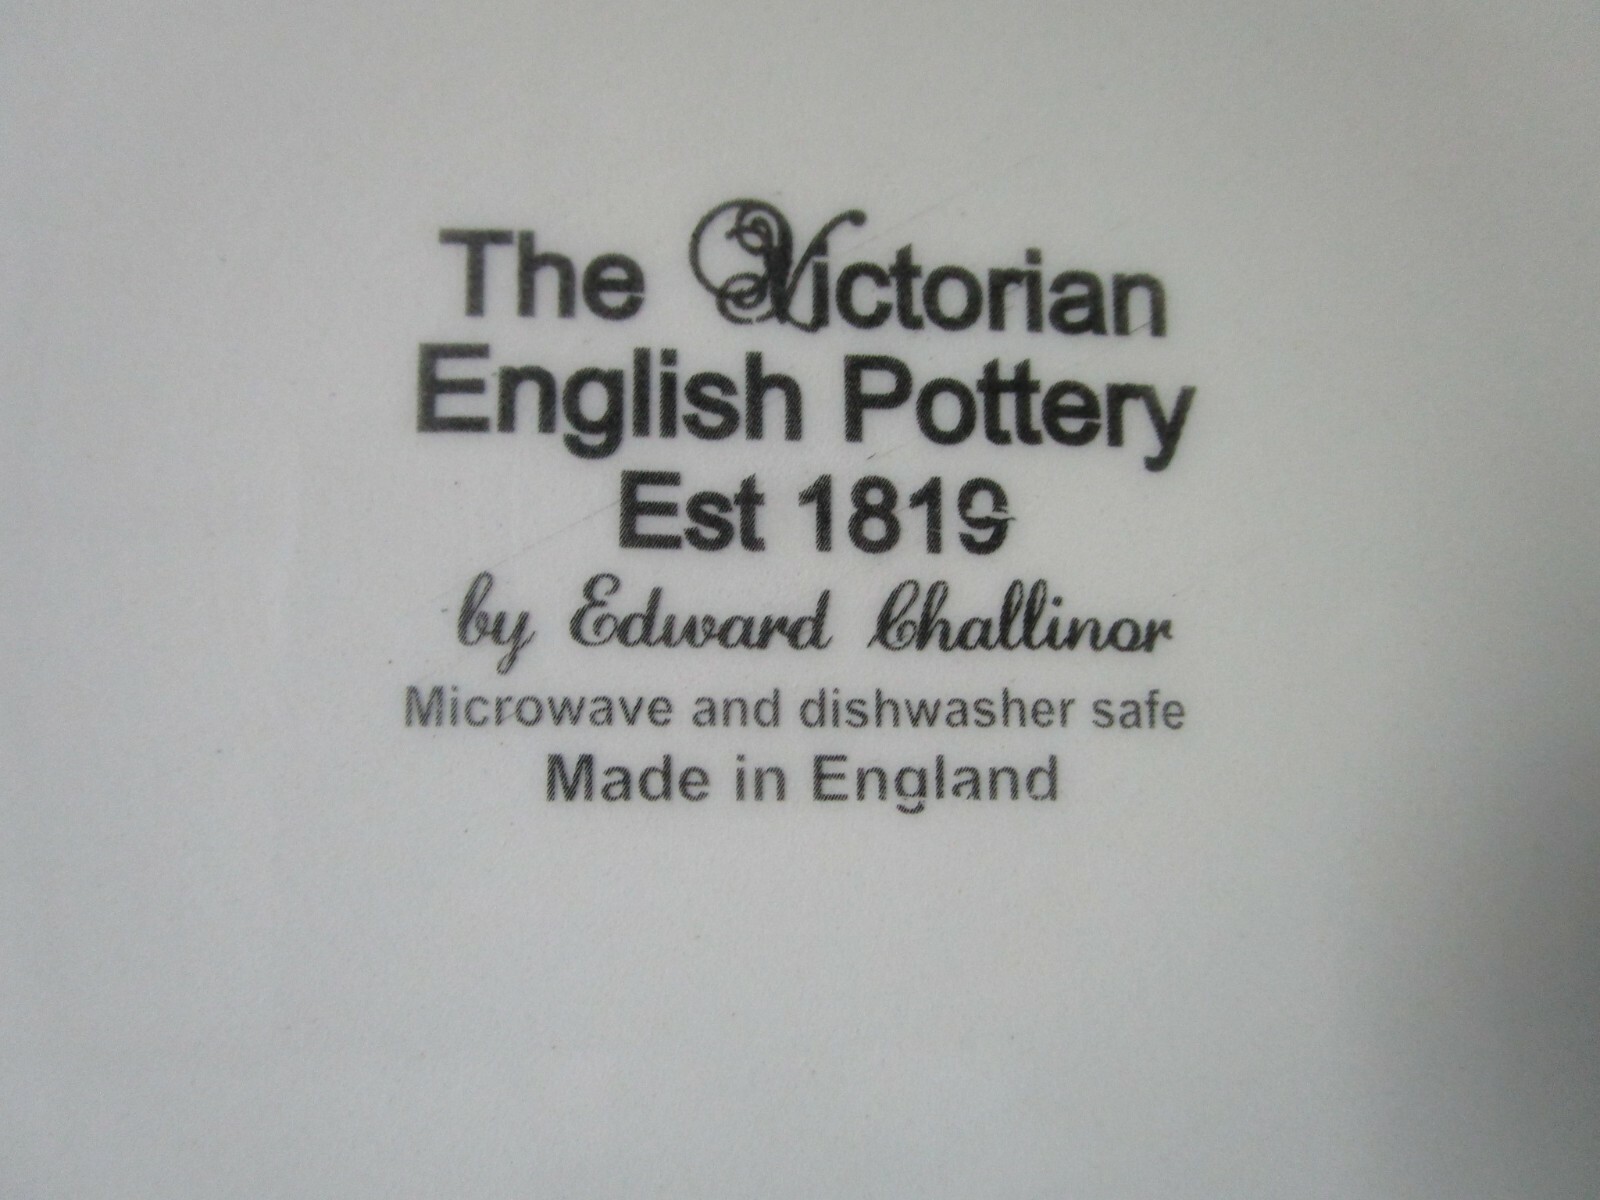 The Victorian
English Pottery
Est 1819
by Edward Challinor
Microwave and dishwasher safe
Made in England